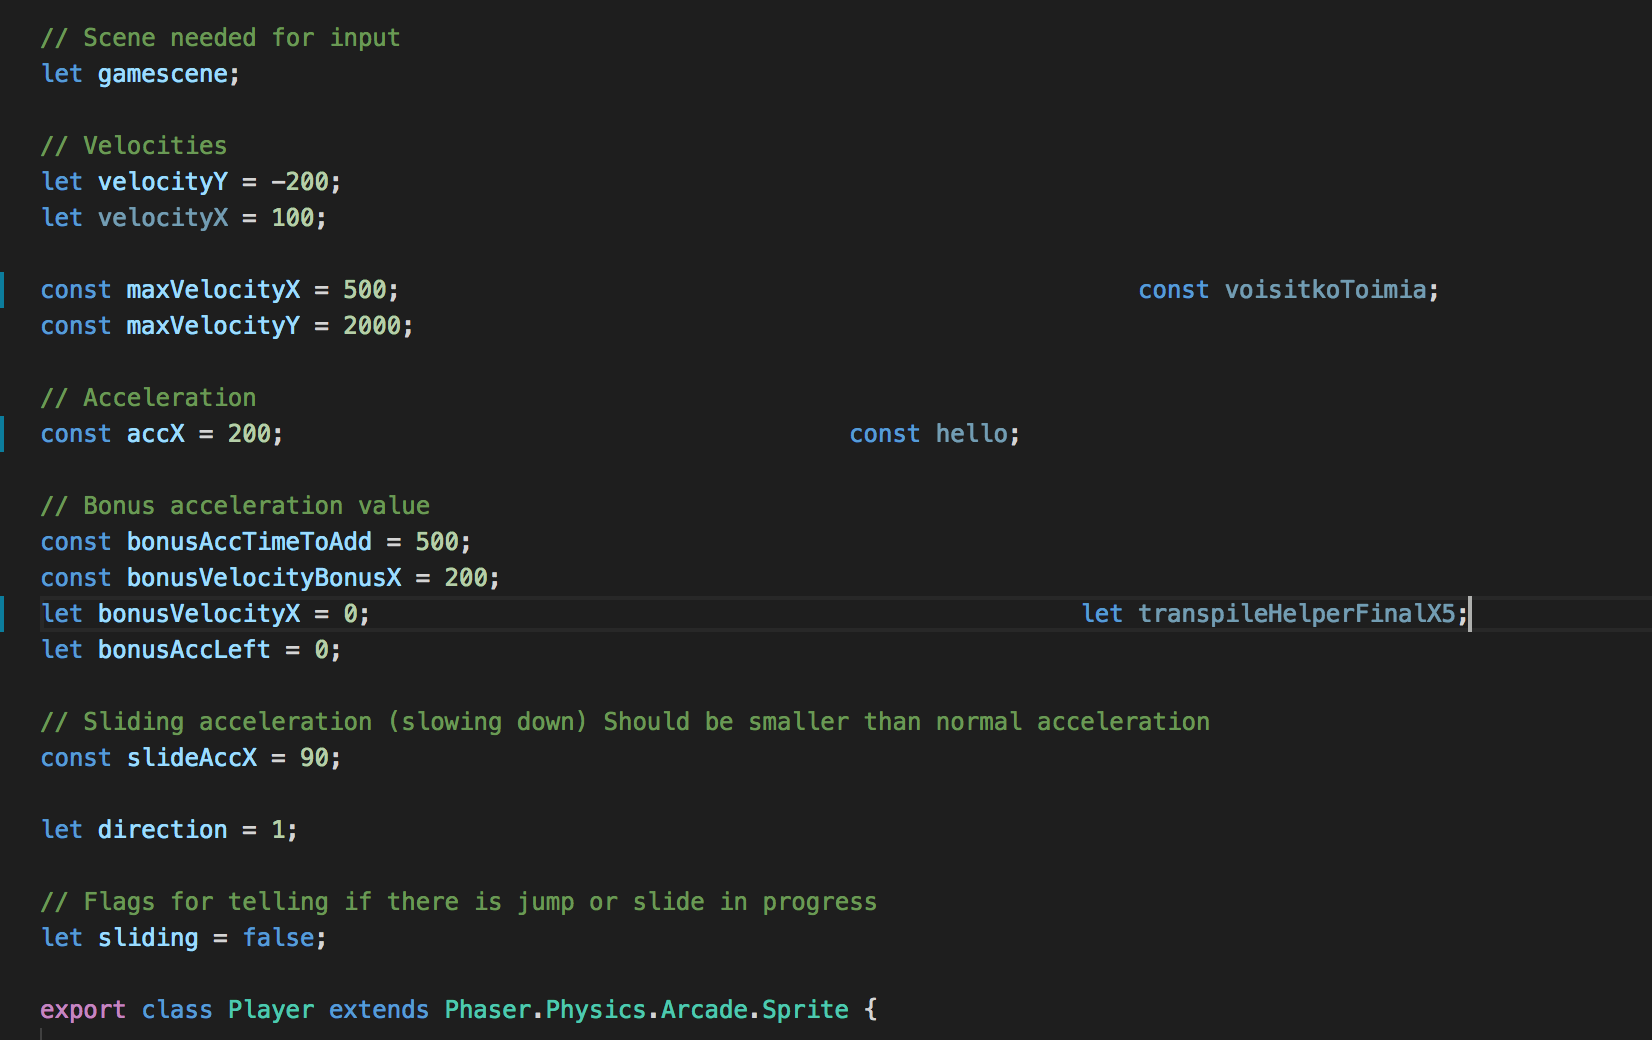 // Scene needed for input
let gamescene;
// Velocities
let velocityY = -200;
let velocityX = 100;
const maxVelocityX = 500; const voisitkoToimia;
const maxVelocityY = 2000;
// Acceleration
const accX = 200; const hello;
// Bonus acceleration value
const bonusAccTimeToAdd = 500;
const bonusVelocityBonusX = 200;
let bonusVelocityX = 0; let transpileHelperFinalX5;
let bonusAccLeft = 0;
// Sliding acceleration (slowing down) Should be smaller than normal acceleration
const slideAccX = 90;
let direction = 1;
// Flags for telling if there is jump or slide in progress
let sliding = false;
export class Player extends Phaser.Physics.Arcade.Sprite {